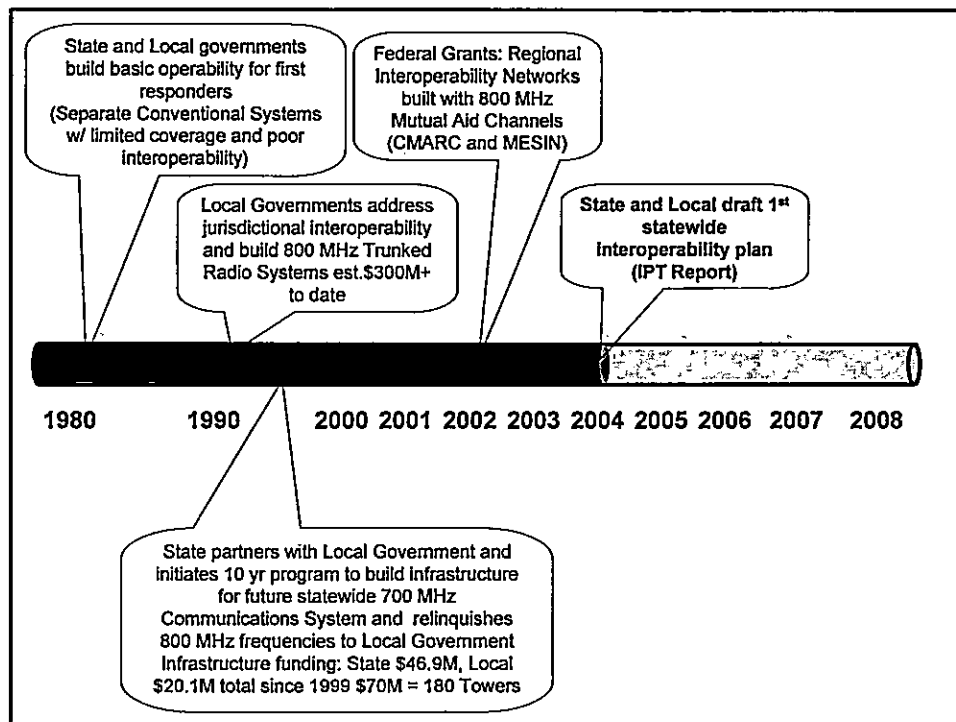 State and Local governments
build basic operability for first
responders
(Separate Conventional Systems
w/ limited coverage and poor
interoperability)
Federal Grants: Regional
Interoperability Networks
built with 800 MHz
Mutual Aid Channels
(CMARC and MESIN)
Local Governments address
jurisdictional interoperability
and build 800 MHz Trunked
Radio Systems est.$300M+
to date
State and Local draft 1st
statewide
interoperability plan
(IPT Report)
1980 1990 2000 2001 2002 2003 2004 2005 2006 2007 2008
State partners with Local Government and
initiates 10 yr program to build infrastructure
for future statewide 700 MHz
Communications System and relinquishes
800 MHz frequencies to Local Government
Infrastructure funding: State $46.9M, Local
$20.1M total since 1999 $70M = 180 Towers